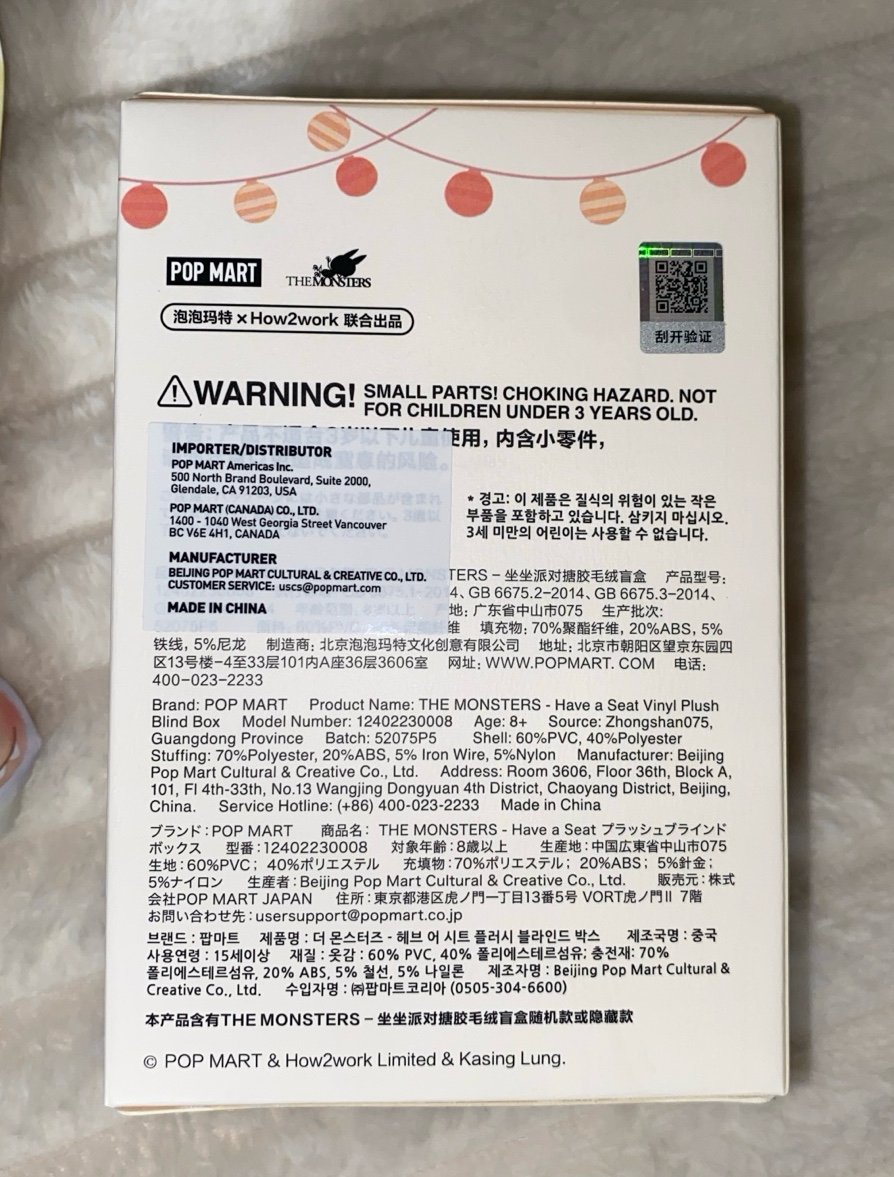 POP MART
THE MONSTERS
泡泡玛特 × How2work 联合出品
刮开验证
WARNING! SMALL PARTS! CHOKING HAZARD. NOT
FOR CHILDREN UNDER 3 YEARS OLD.
使用，内含小零件，
IMPORTER/DISTRIBUTOR
POP MART Americas Inc.
500 North Brand Boulevard, Suite 2000,
Glendale, CA 91203, USA
POP MART (CANADA) CO., LTD.
1400 - 1040 West Georgia Street Vancouver
BC V6E 4H1, CANADA
MANUFACTURER
BEIJING POP MART CULTURAL & CREATIVE CO., LTD.
CUSTOMER SERVICE: uscs@popmart.com
MADE IN CHINA
* 경고: 이 제품은 질식의 위험이 있는 작은
부품을 포함하고 있습니다. 삼키지 마십시오.
3세 미만의 어린이는 사용할 수 없습니다.
TERS – 坐坐派对搪胶毛绒盲盒 产品型号:
4、GB 6675.2–2014、GB 6675.3–2014、
地: 广东省中山市075 生产批次:
维 填充物: 70%聚酯纤维, 20%ABS, 5%
铁线, 5%尼龙 制造商: 北京泡泡玛特文化创意有限公司 地址: 北京市朝阳区望京东园四
区13号楼–4至33层101内A座36层3606室 网址: WWW.POPMART. COM 电话:
400–023–2233
Brand: POP MART Product Name: THE MONSTERS - Have a Seat Vinyl Plush
Blind Box Model Number: 12402230008 Age: 8+ Source: Zhongshan075,
Guangdong Province Batch: 52075P5 Shell: 60%PVC, 40%Polyester
Stuffing: 70%Polyester, 20%ABS, 5% Iron Wire, 5%Nylon Manufacturer: Beijing
Pop Mart Cultural & Creative Co., Ltd. Address: Room 3606, Floor 36th, Block A,
101, Fl 4th-33th, No.13 Wangjing Dongyuan 4th District, Chaoyang District, Beijing,
China. Service Hotline: (+86) 400-023-2233 Made in China
ブランド: POP MART 商品名: THE MONSTERS - Have a Seat プラッシュブラインド
ボックス 型番: 12402230008 対象年齢: 8歳以上 生産地: 中国広東省中山市075
生地: 60%PVC; 40%ポリエステル 充填物: 70%ポリエステル; 20%ABS; 5%針金;
5%ナイロン 生産者: Beijing Pop Mart Cultural & Creative Co., Ltd. 販売元: 株式
会社POP MART JAPAN 住所: 東京都港区虎ノ門一丁目13番5号 VORT虎ノ門Ⅱ 7階
お問い合わせ先: usersupport@popmart.co.jp
브랜드 : 팝마트 제품명 : 더 몬스터즈 - 헤브 어 시트 플러시 블라인드 박스 제조국명 : 중국
사용연령 : 15세이상 재질 : 옷감 : 60% PVC, 40% 폴리에스테르섬유; 충전재: 70%
폴리에스테르섬유, 20% ABS, 5% 철선, 5% 나일론 제조자명 : Beijing Pop Mart Cultural &
Creative Co., Ltd. 수입자명 : ㈜팝마트코리아 (0505-304-6600)
本产品含有THE MONSTERS – 坐坐派对搪胶毛绒盲盒随机款或隐藏款
© POP MART & How2work Limited & Kasing Lung.